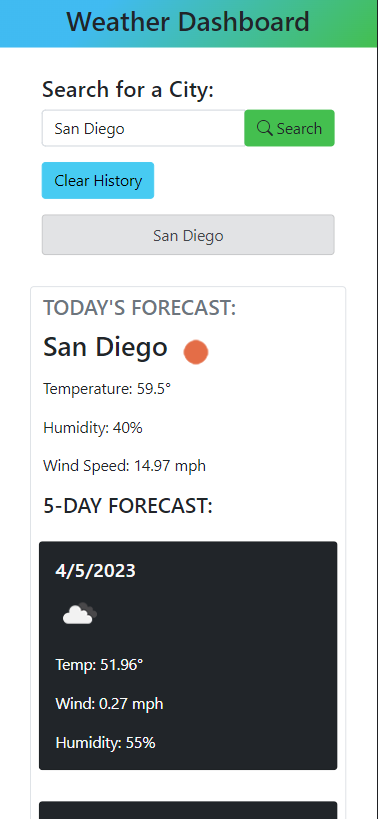 Weather Dashboard
Search for a City:
San Diego
Search
Clear History
San Diego
TODAY'S FORECAST:
San Diego
Temperature: 59.5°
Humidity: 40%
Wind Speed: 14.97 mph
5-DAY FORECAST:
4/5/2023
Temp: 51.96°
Wind: 0.27 mph
Humidity: 55%